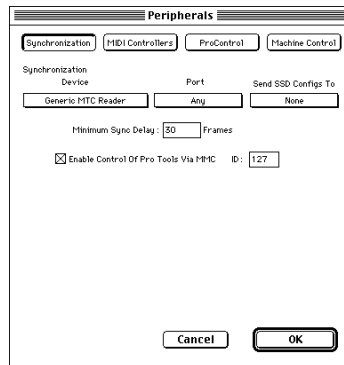 Peripherals
Synchronization MIDI Controllers ProControl Machine Control
Synchronization
Device Port Send SSD Configs To
Generic MTC Reader Any None
Minimum Sync Delay : 30 Frames
Enable Control Of Pro Tools Via MMC ID : 127
Cancel OK